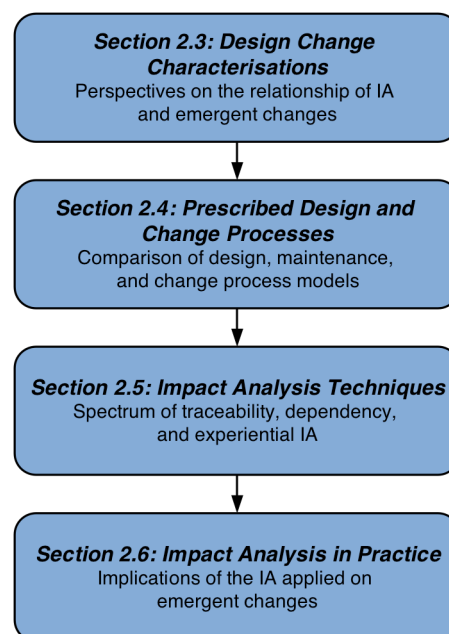 Section 2.3: Design Change
Characterisations
Perspectives on the relationship of IA
and emergent changes
Section 2.4: Prescribed Design and
Change Processes
Comparison of design, maintenance,
and change process models
Section 2.5: Impact Analysis Techniques
Spectrum of traceability, dependency,
and experiential IA
Section 2.6: Impact Analysis in Practice
Implications of the IA applied on
emergent changes